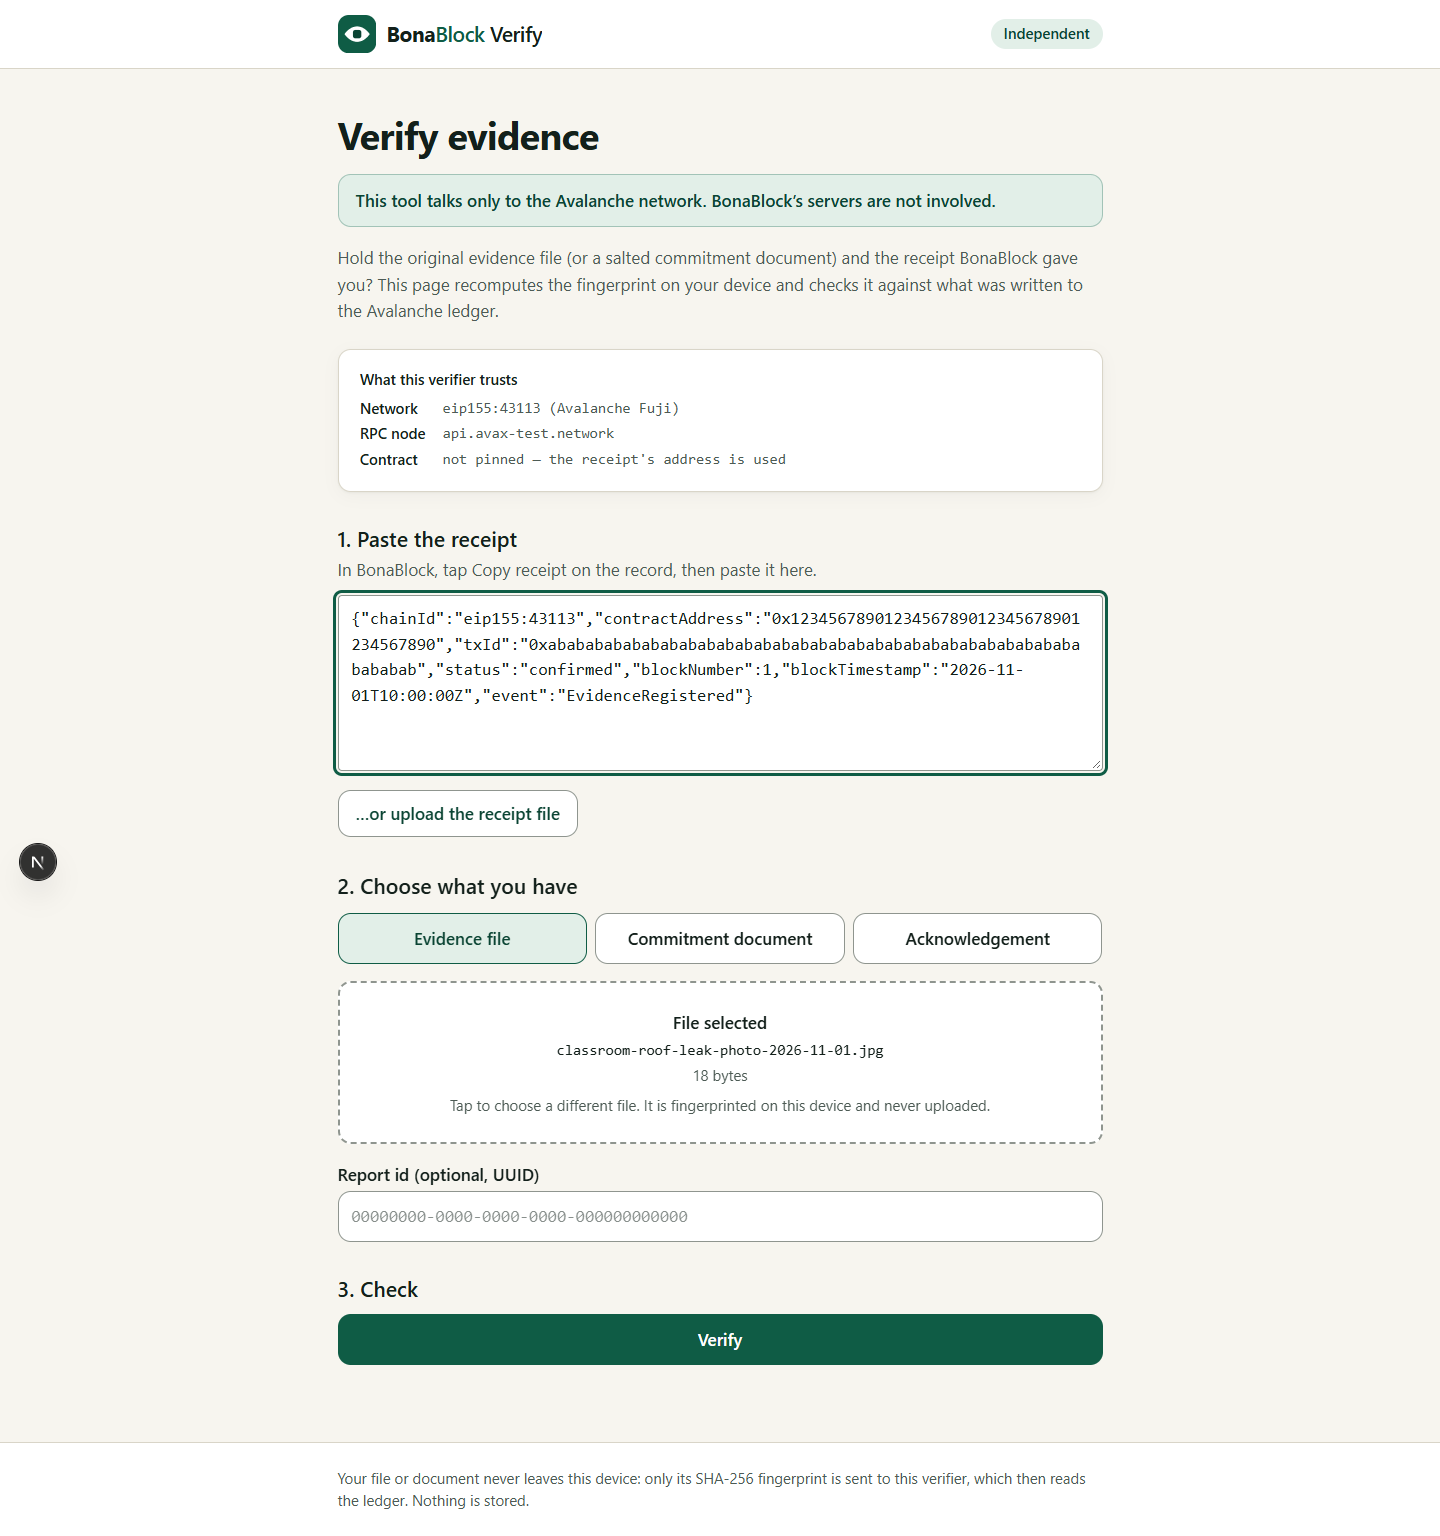 BonaBlock Verify
Independent
Verify evidence
This tool talks only to the Avalanche network. BonaBlock’s servers are not involved.
Hold the original evidence file (or a salted commitment document) and the receipt BonaBlock gave
you? This page recomputes the fingerprint on your device and checks it against what was written to
the Avalanche ledger.
What this verifier trusts
Network eip155:43113 (Avalanche Fuji)
RPC node api.avax-test.network
Contract not pinned — the receipt's address is used
1. Paste the receipt
In BonaBlock, tap Copy receipt on the record, then paste it here.
{"chainId":"eip155:43113","contractAddress":"0x1234567890123456789012345678901
234567890","txId":"0xabababababababababababababababababababababababababababababa
bababab","status":"confirmed","blockNumber":1,"blockTimestamp":"2026-11-
01T10:00:00Z","event":"EvidenceRegistered"}
...or upload the receipt file
N
2. Choose what you have
Evidence file
Commitment document
Acknowledgement
File selected
classroom-roof-leak-photo-2026-11-01.jpg
18 bytes
Tap to choose a different file. It is fingerprinted on this device and never uploaded.
Report id (optional, UUID)
00000000-0000-0000-0000-000000000000
3. Check
Verify
Your file or document never leaves this device: only its SHA-256 fingerprint is sent to this verifier, which then reads
the ledger. Nothing is stored.